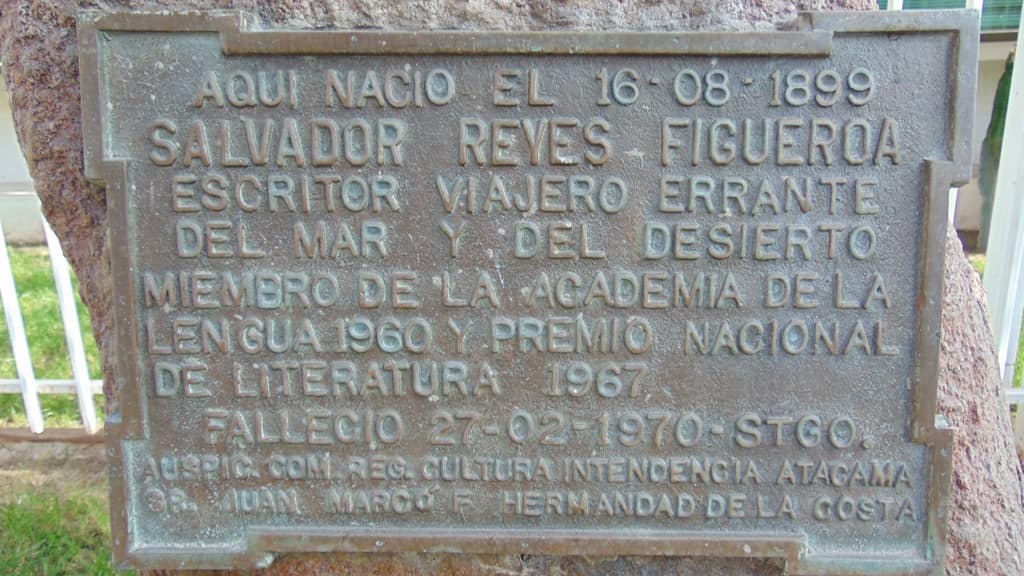 AQUI NACIO EL 16-08-1899
SALVADOR REYES FIGUEROA
ESCRITOR VIAJERO ERRANTE
DEL MAR Y DEL DESIERTO
MIEMBRO DE LA ACADEMIA DE LA
LENGUA 1960 Y PREMIO NACIONAL
DE LITERATURA 1967
FALLECIO 27-02-1970-STGO.
AUSPIC. COM. REG. CULTURA INTENCENCIA ATACAMA
SR. JUAN MARCÓ F HERMANDAD DE LA COSTA